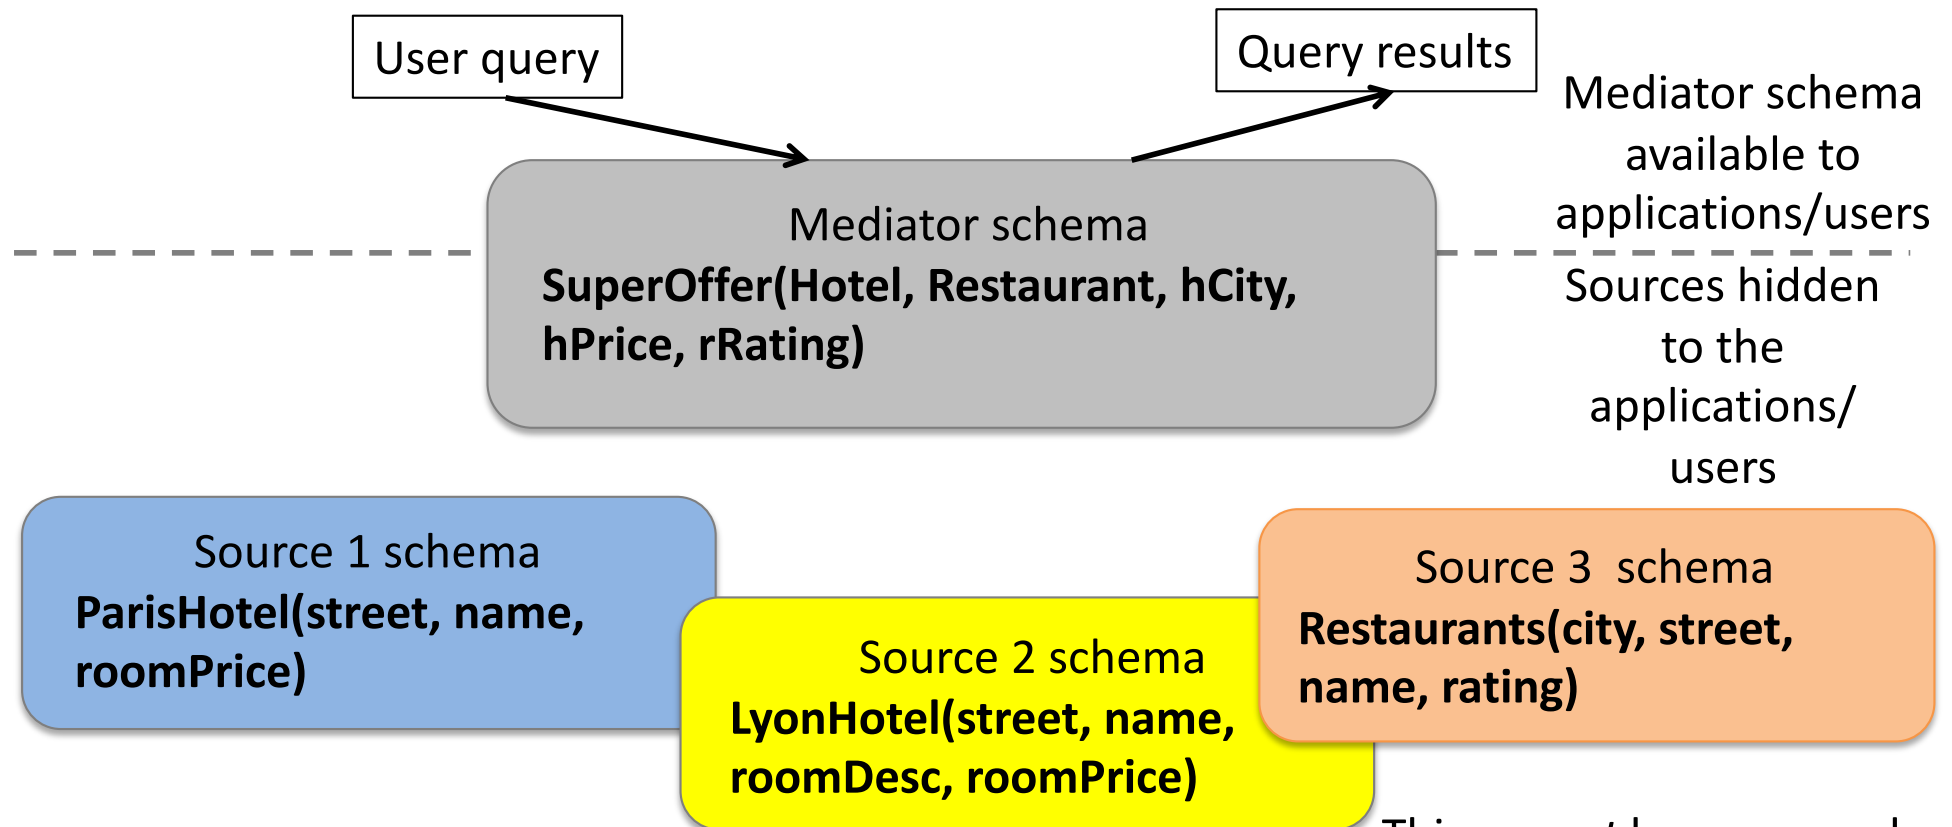 User query
Query results
Mediator schema
available to
applications/users
Mediator schema
SuperOffer(Hotel, Restaurant, hCity,
hPrice, rRating)
Sources hidden
to the
applications/
users
Source 1 schema
ParisHotel(street, name,
roomPrice)
Source 2 schema
LyonHotel(street, name,
roomDesc, roomPrice)
Source 3 schema
Restaurants(city, street,
name, rating)